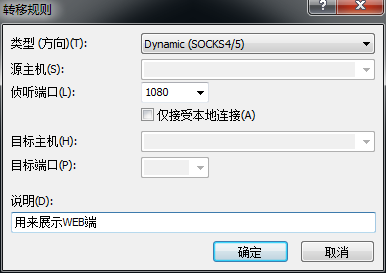 转移规则
类型 (方向)(T): Dynamic (SOCKS4/5)
源主机(S):
侦听端口(L): 1080
仅接受本地连接(A)
目标主机(H):
目标端口(P):
说明(D):
用来展示WEB端
确定 取消